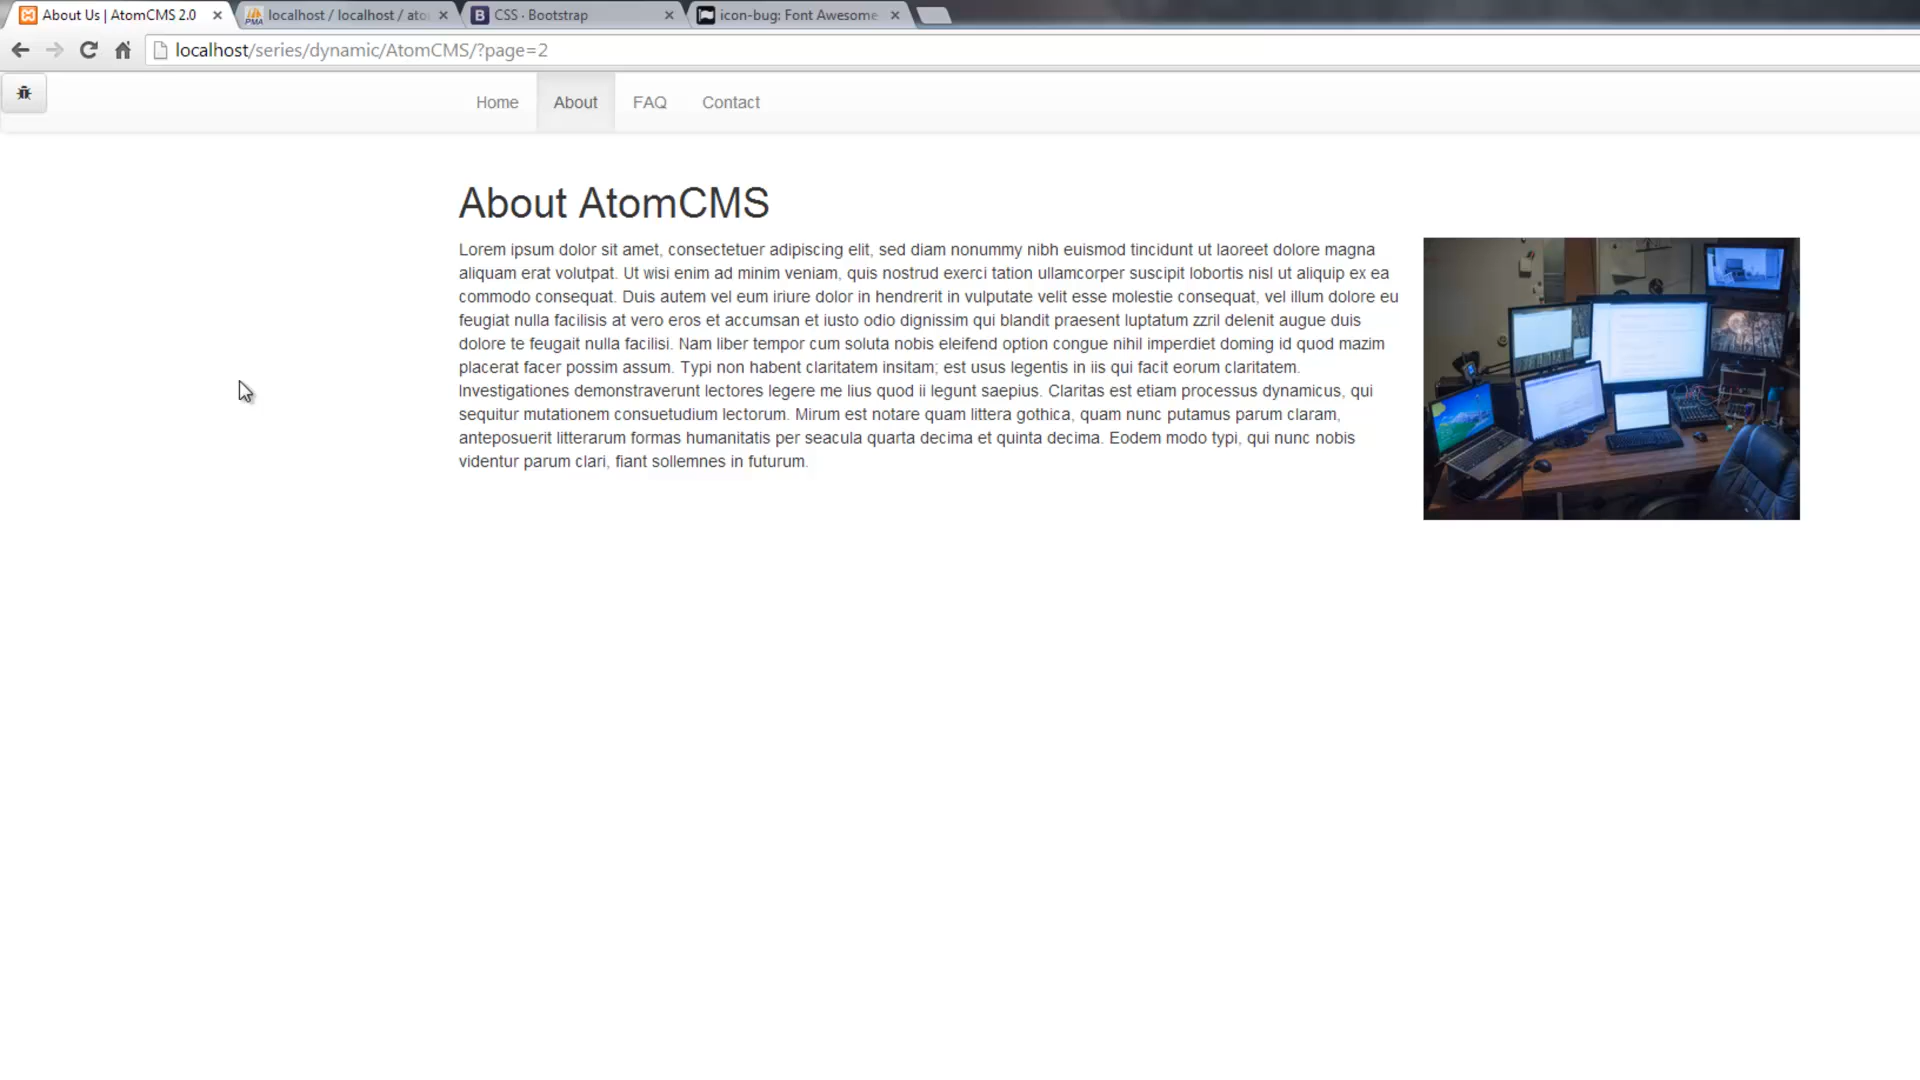 About Us | AtomCMS 2.0
localhost / localhost / ato
CSS · Bootstrap
icon-bug: Font Awesome
localhost/series/dynamic/AtomCMS/?page=2
Home
About
FAQ
Contact
About AtomCMS
Lorem ipsum dolor sit amet, consectetuer adipiscing elit, sed diam nonummy nibh euismod tincidunt ut laoreet dolore magna
aliquam erat volutpat. Ut wisi enim ad minim veniam, quis nostrud exerci tation ullamcorper suscipit lobortis nisl ut aliquip ex ea
commodo consequat. Duis autem vel eum iriure dolor in hendrerit in vulputate velit esse molestie consequat, vel illum dolore eu
feugiat nulla facilisis at vero eros et accumsan et iusto odio dignissim qui blandit praesent luptatum zzril delenit augue duis
dolore te feugait nulla facilisi. Nam liber tempor cum soluta nobis eleifend option congue nihil imperdiet doming id quod mazim
placerat facer possim assum. Typi non habent claritatem insitam; est usus legentis in iis qui facit eorum claritatem.
Investigationes demonstraverunt lectores legere me lius quod ii legunt saepius. Claritas est etiam processus dynamicus, qui
sequitur mutationem consuetudium lectorum. Mirum est notare quam littera gothica, quam nunc putamus parum claram,
anteposuerit litterarum formas humanitatis per seacula quarta decima et quinta decima. Eodem modo typi, qui nunc nobis
videntur parum clari, fiant sollemnes in futurum.